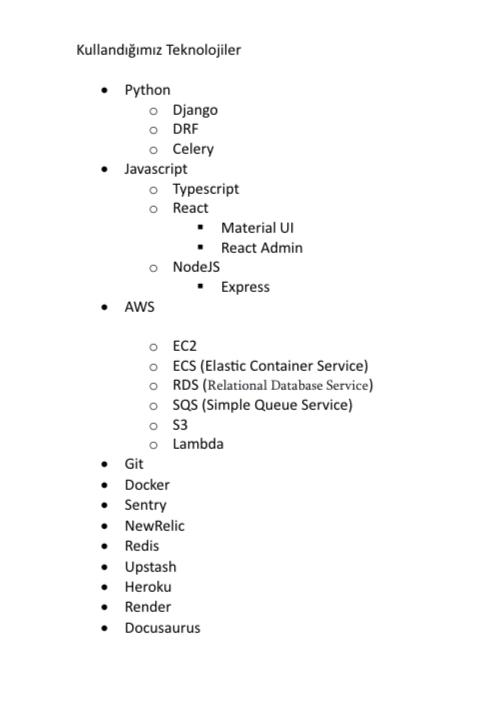 Kullandığımız Teknolojiler
• Python
o Django
o DRF
o Celery
• Javascript
o Typescript
o React
▪ Material UI
▪ React Admin
o NodeJS
▪ Express
• AWS
o EC2
o ECS (Elastic Container Service)
o RDS (Relational Database Service)
o SQS (Simple Queue Service)
o S3
o Lambda
• Git
• Docker
• Sentry
• NewRelic
• Redis
• Upstash
• Heroku
• Render
• Docusaurus